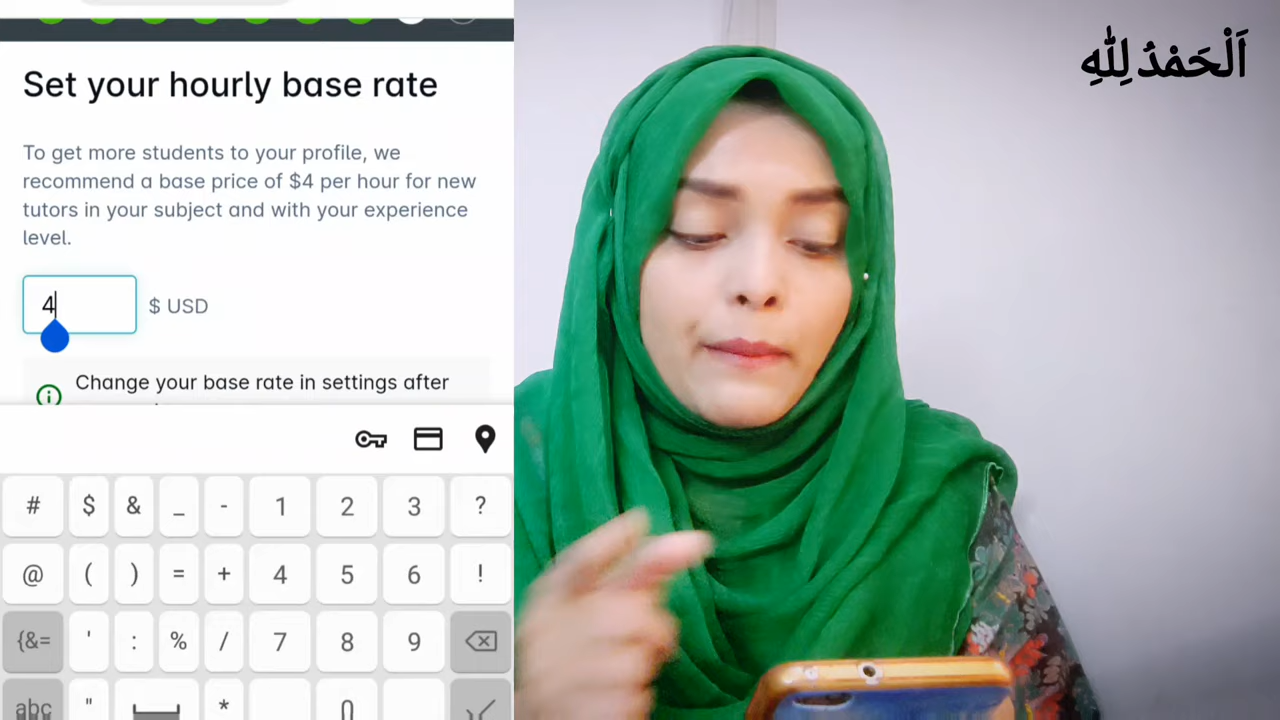 Set your hourly base rate
To get more students to your profile, we
recommend a base price of $4 per hour for new
tutors in your subject and with your experience
level.
4 $ USD
Change your base rate in settings after
# $ & _ - 1 2 3 ?
@ ( ) = + 4 5 6 !
{&= ' : % / 7 8 9
abc " * 0
اَلْحَمْدُ لِلّٰهِ